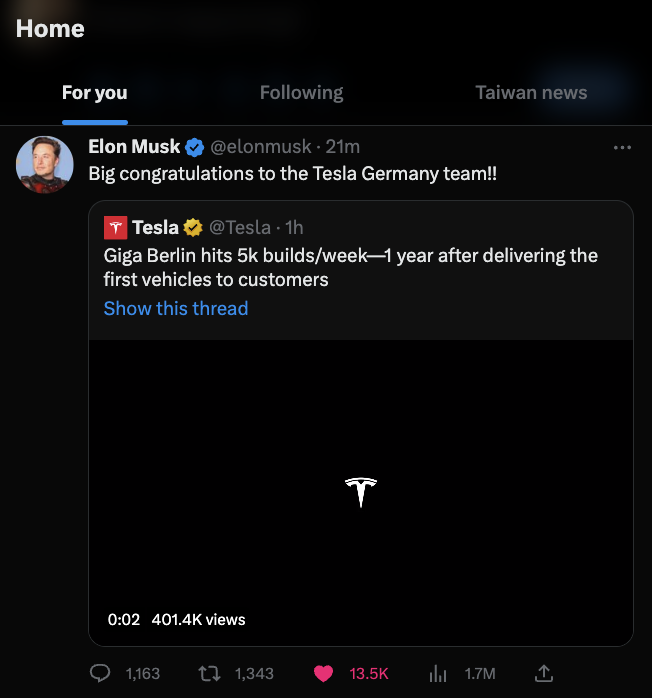 Home
For you
Following
Taiwan news
Elon Musk @elonmusk · 21m
Big congratulations to the Tesla Germany team!!
Tesla @Tesla · 1h
Giga Berlin hits 5k builds/week—1 year after delivering the
first vehicles to customers
Show this thread
0:02 401.4K views
1,163 1,343 13.5K 1.7M